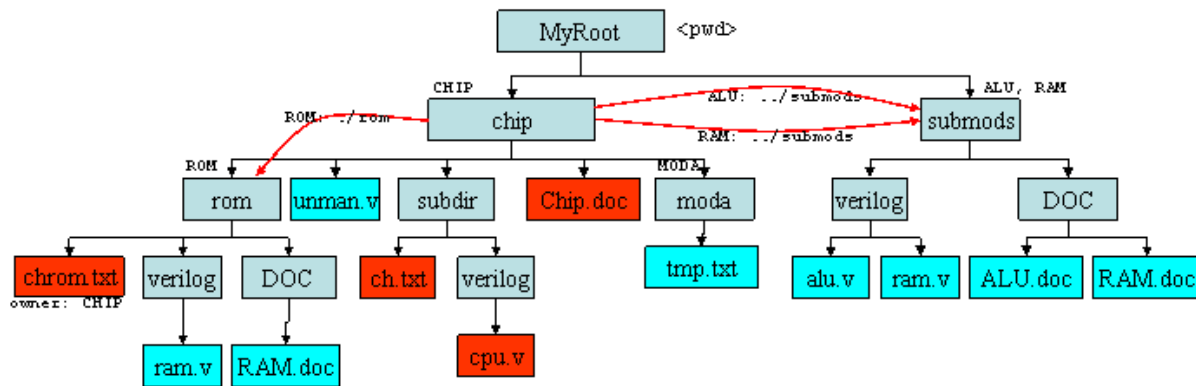 MyRoot <pwd>
CHIP ALU, RAM
ALU: ../submods
ROM: ./rom chip submods
RAM: ../submods
ROM MODA
rom unman.v subdir Chip.doc moda verilog DOC
chrom.txt verilog DOC ch.txt verilog tmp.txt alu.v ram.v ALU.doc RAM.doc
owner: CHIP
ram.v RAM.doc cpu.v